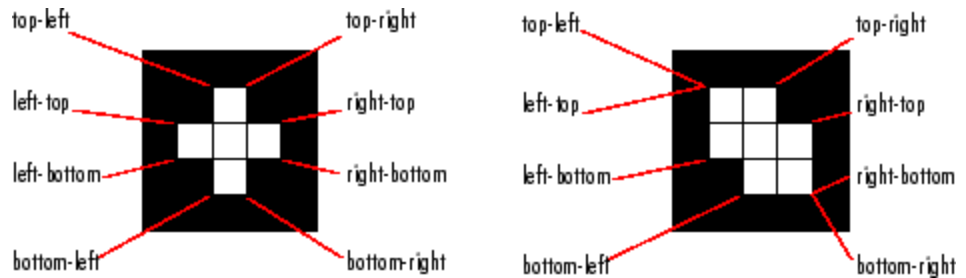 top-left top-right top-left top-right
left-top right-top left-top right-top
left-bottom right-bottom left-bottom right-bottom
bottom-left bottom-right bottom-left bottom-right